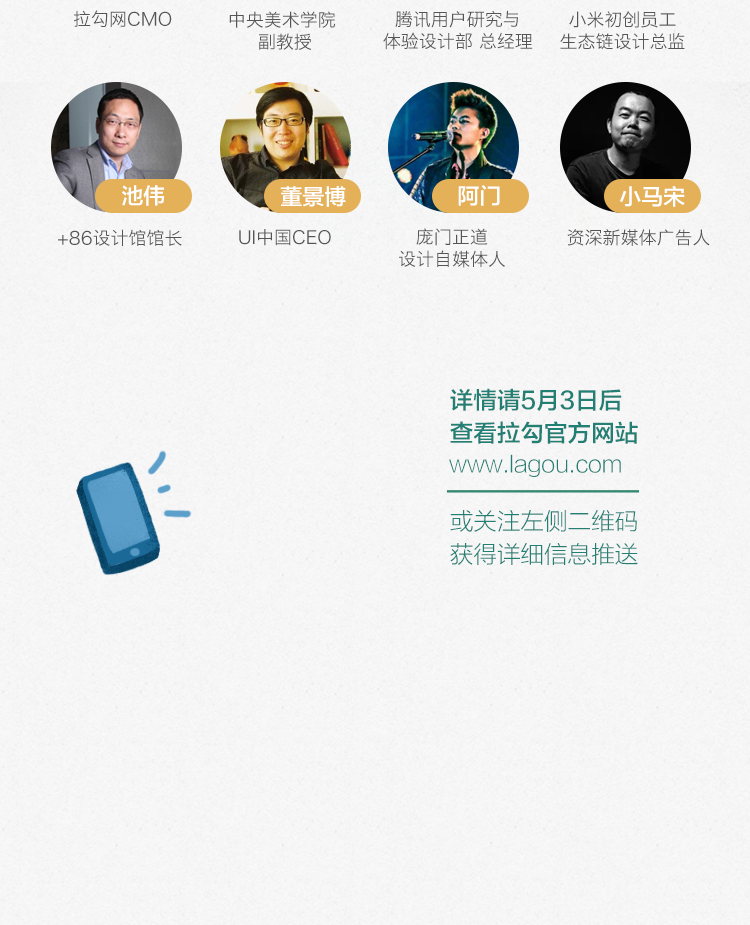 拉勾网CMO
中央美术学院
副教授
腾讯用户研究与
体验设计部 总经理
小米初创员工
生态链设计总监
池伟
董景博
阿门
小马宋
+86设计馆馆长
UI中国CEO
庞门正道
设计自媒体人
资深新媒体广告人
详情请5月3日后
查看拉勾官方网站
www.lagou.com
或关注左侧二维码
获得详细信息推送